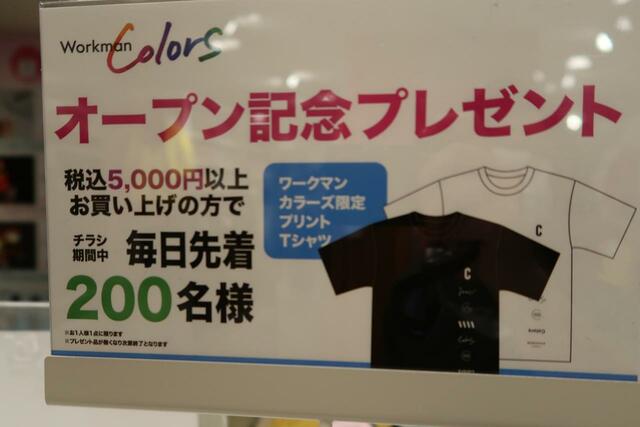 Workman Colors
オープン記念プレゼント
税込5,000円以上
お買い上げの方で
チラシ
期間中
毎日先着
200名様
※お1人様1点に限ります
※プレゼント品が無くなり次第終了となります
ワークマン
カラーズ限定
プリント
Tシャツ
C
C